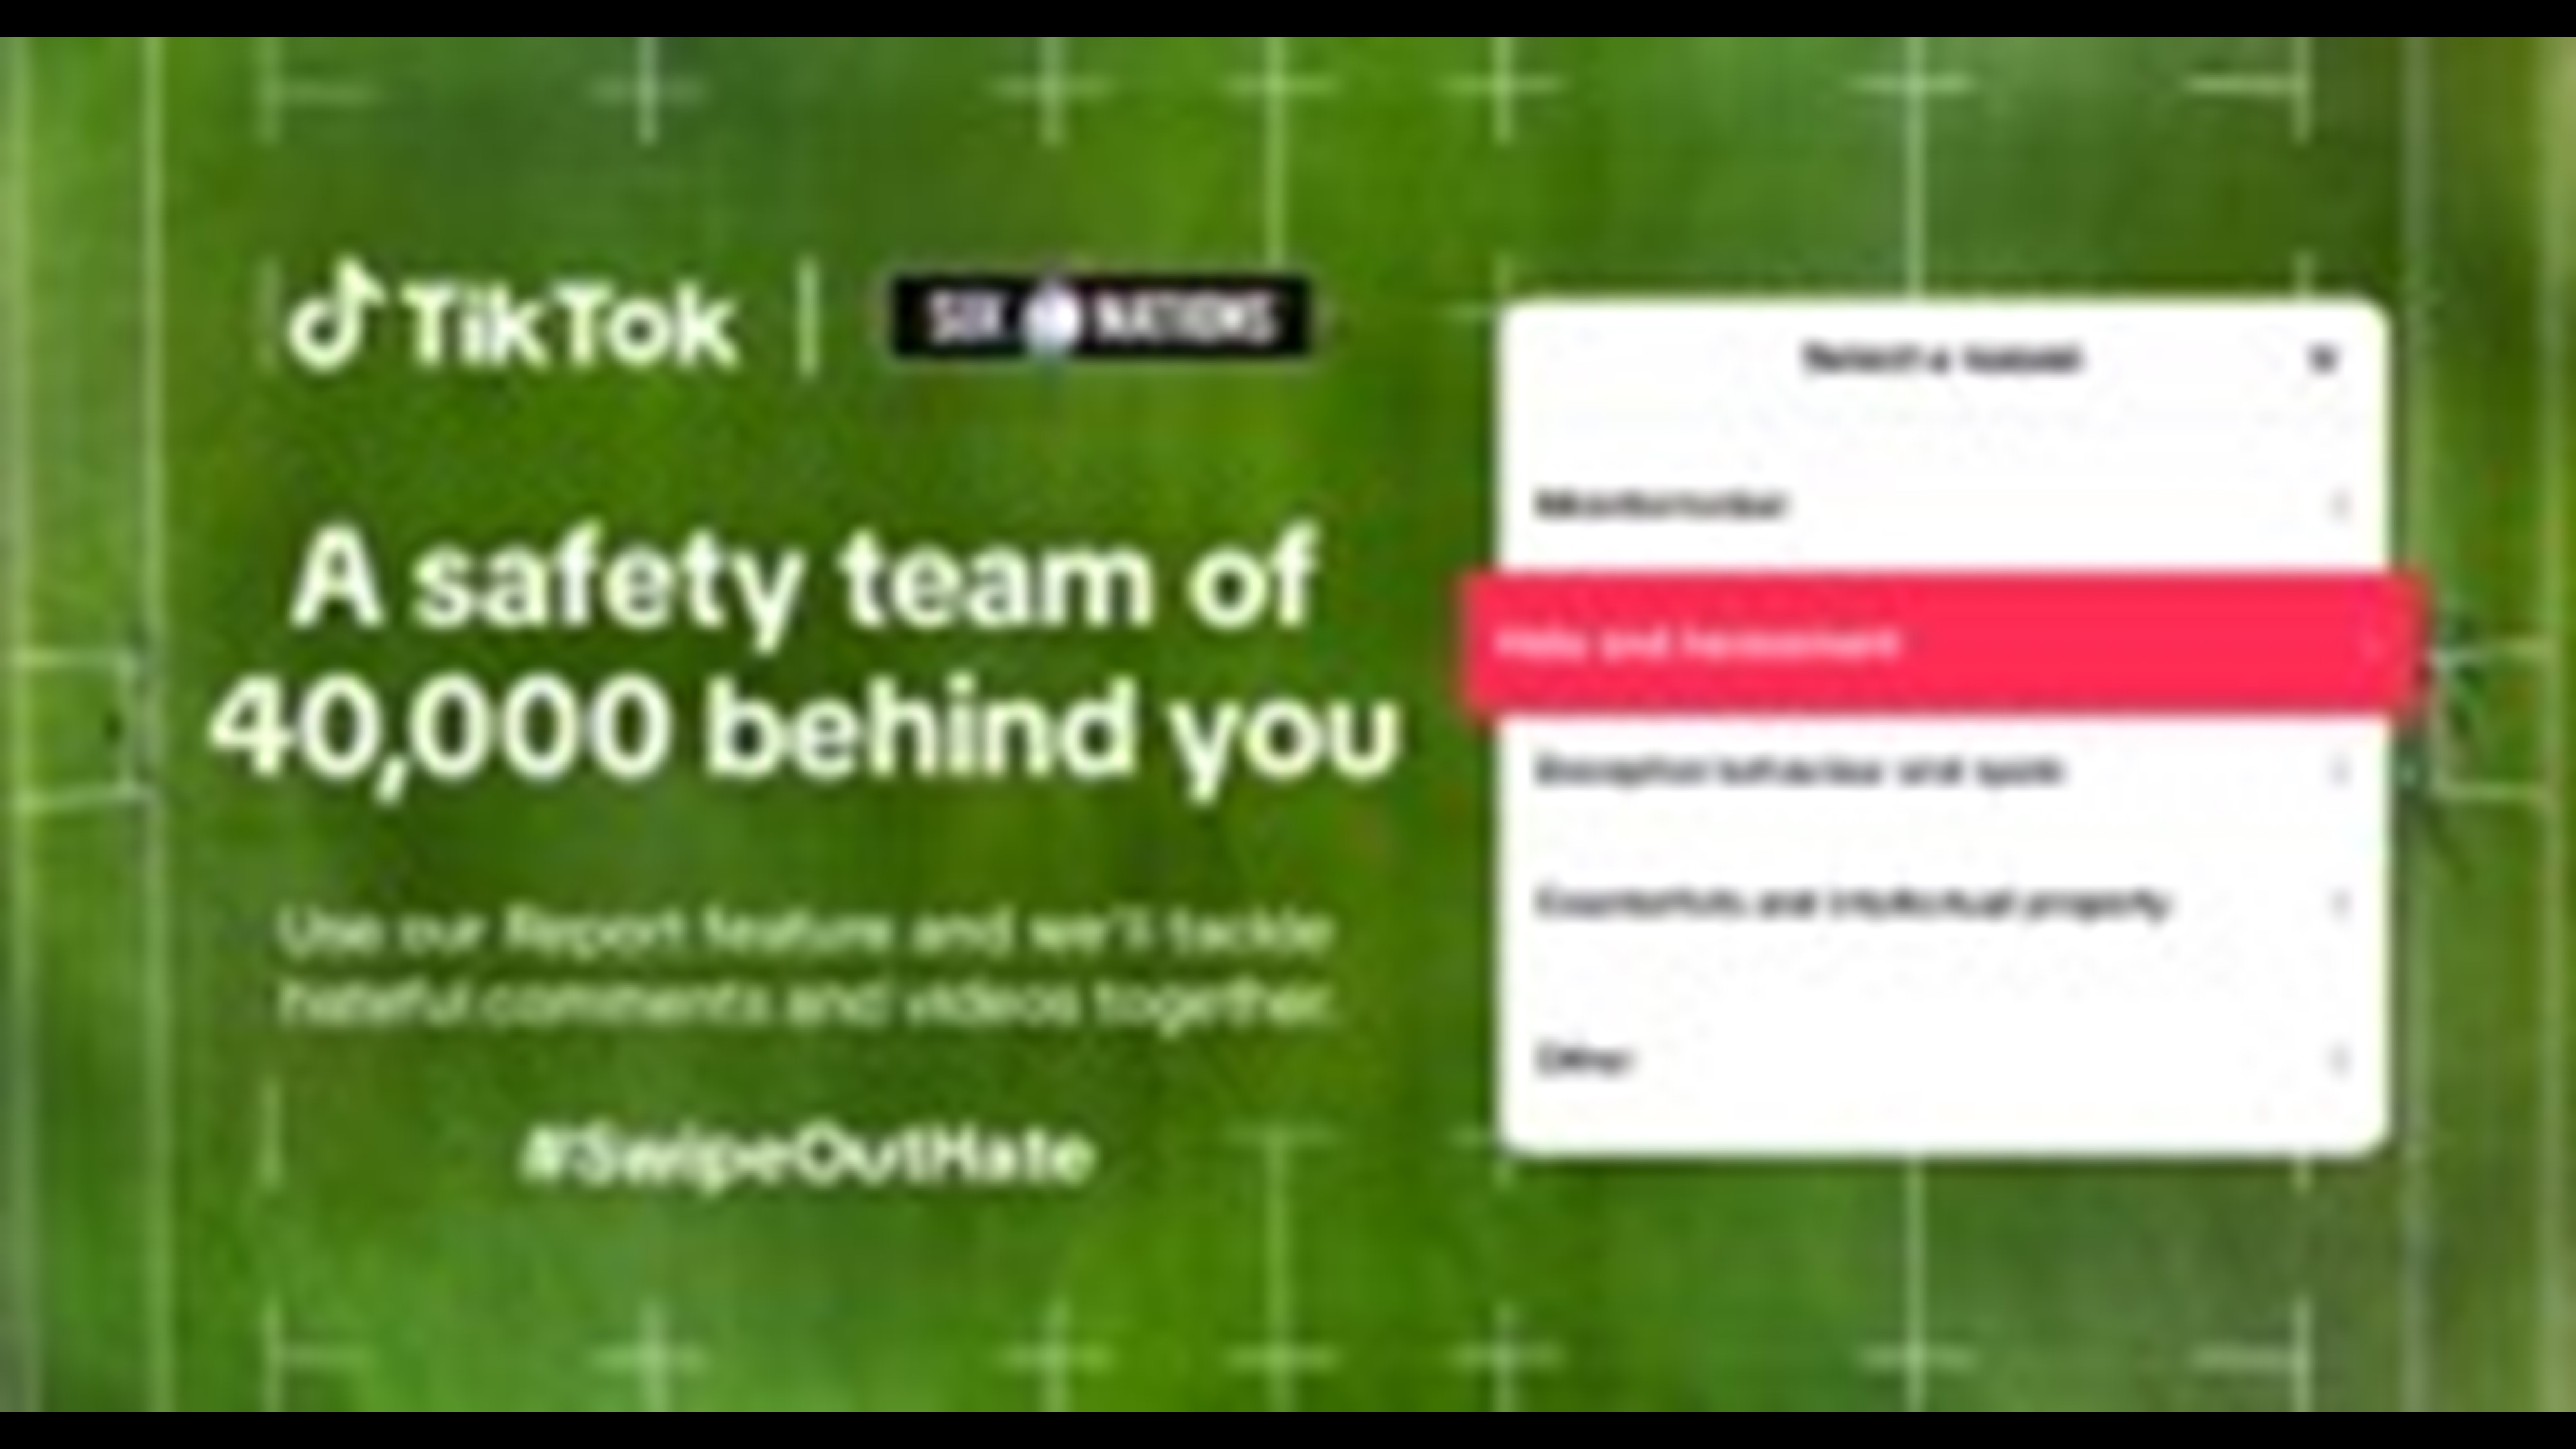 TikTok
SIX NATIONS
A safety team of
40,000 behind you
Use our Report feature and we'll tackle
hateful comments and videos together.
#SwipeOutHate
Select a
Misinformation
Hate and harassment
Deceptive behaviour and spam
Counterfeits and intellectual property
Other